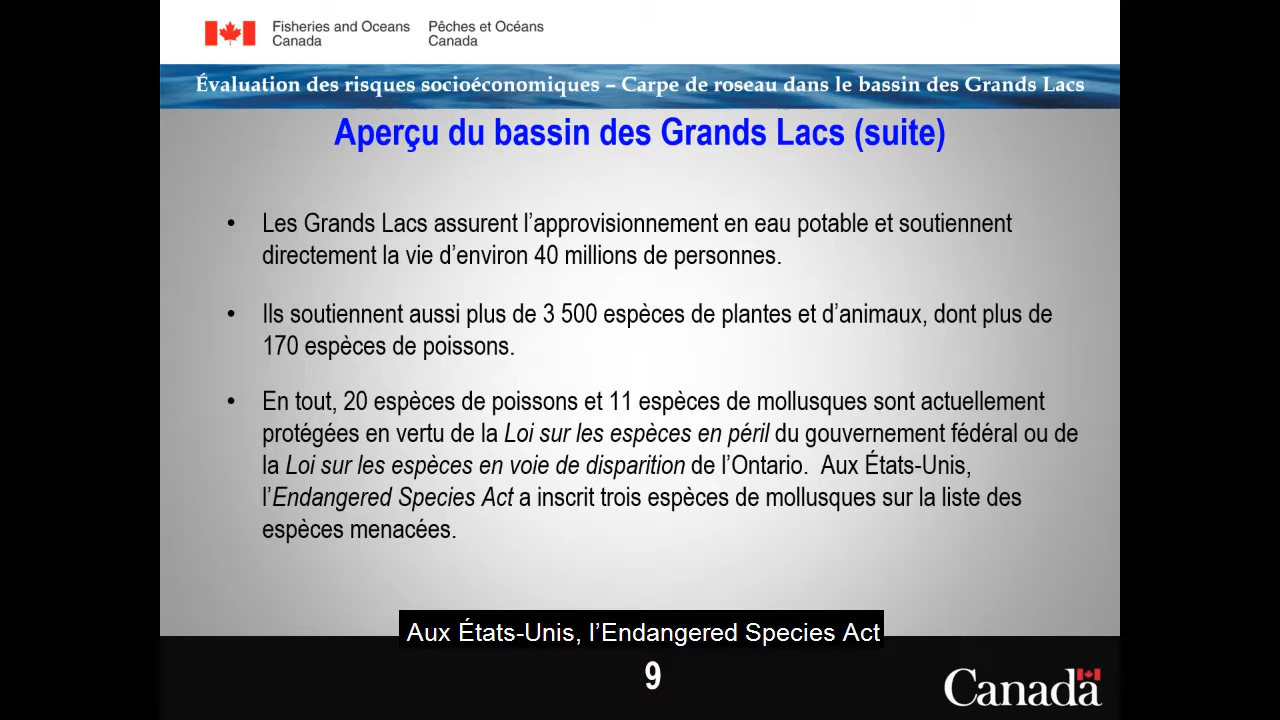 Fisheries and Oceans Canada
Pêches et Océans Canada
Évaluation des risques socioéconomiques – Carpe de roseau dans le bassin des Grands Lacs
Aperçu du bassin des Grands Lacs (suite)
• Les Grands Lacs assurent l’approvisionnement en eau potable et soutiennent
directement la vie d’environ 40 millions de personnes.
• Ils soutiennent aussi plus de 3 500 espèces de plantes et d’animaux, dont plus de
170 espèces de poissons.
• En tout, 20 espèces de poissons et 11 espèces de mollusques sont actuellement
protégées en vertu de la Loi sur les espèces en péril du gouvernement fédéral ou de
la Loi sur les espèces en voie de disparition de l’Ontario. Aux États-Unis,
l’Endangered Species Act a inscrit trois espèces de mollusques sur la liste des
espèces menacées.
Aux États-Unis, l’Endangered Species Act
9
Canada